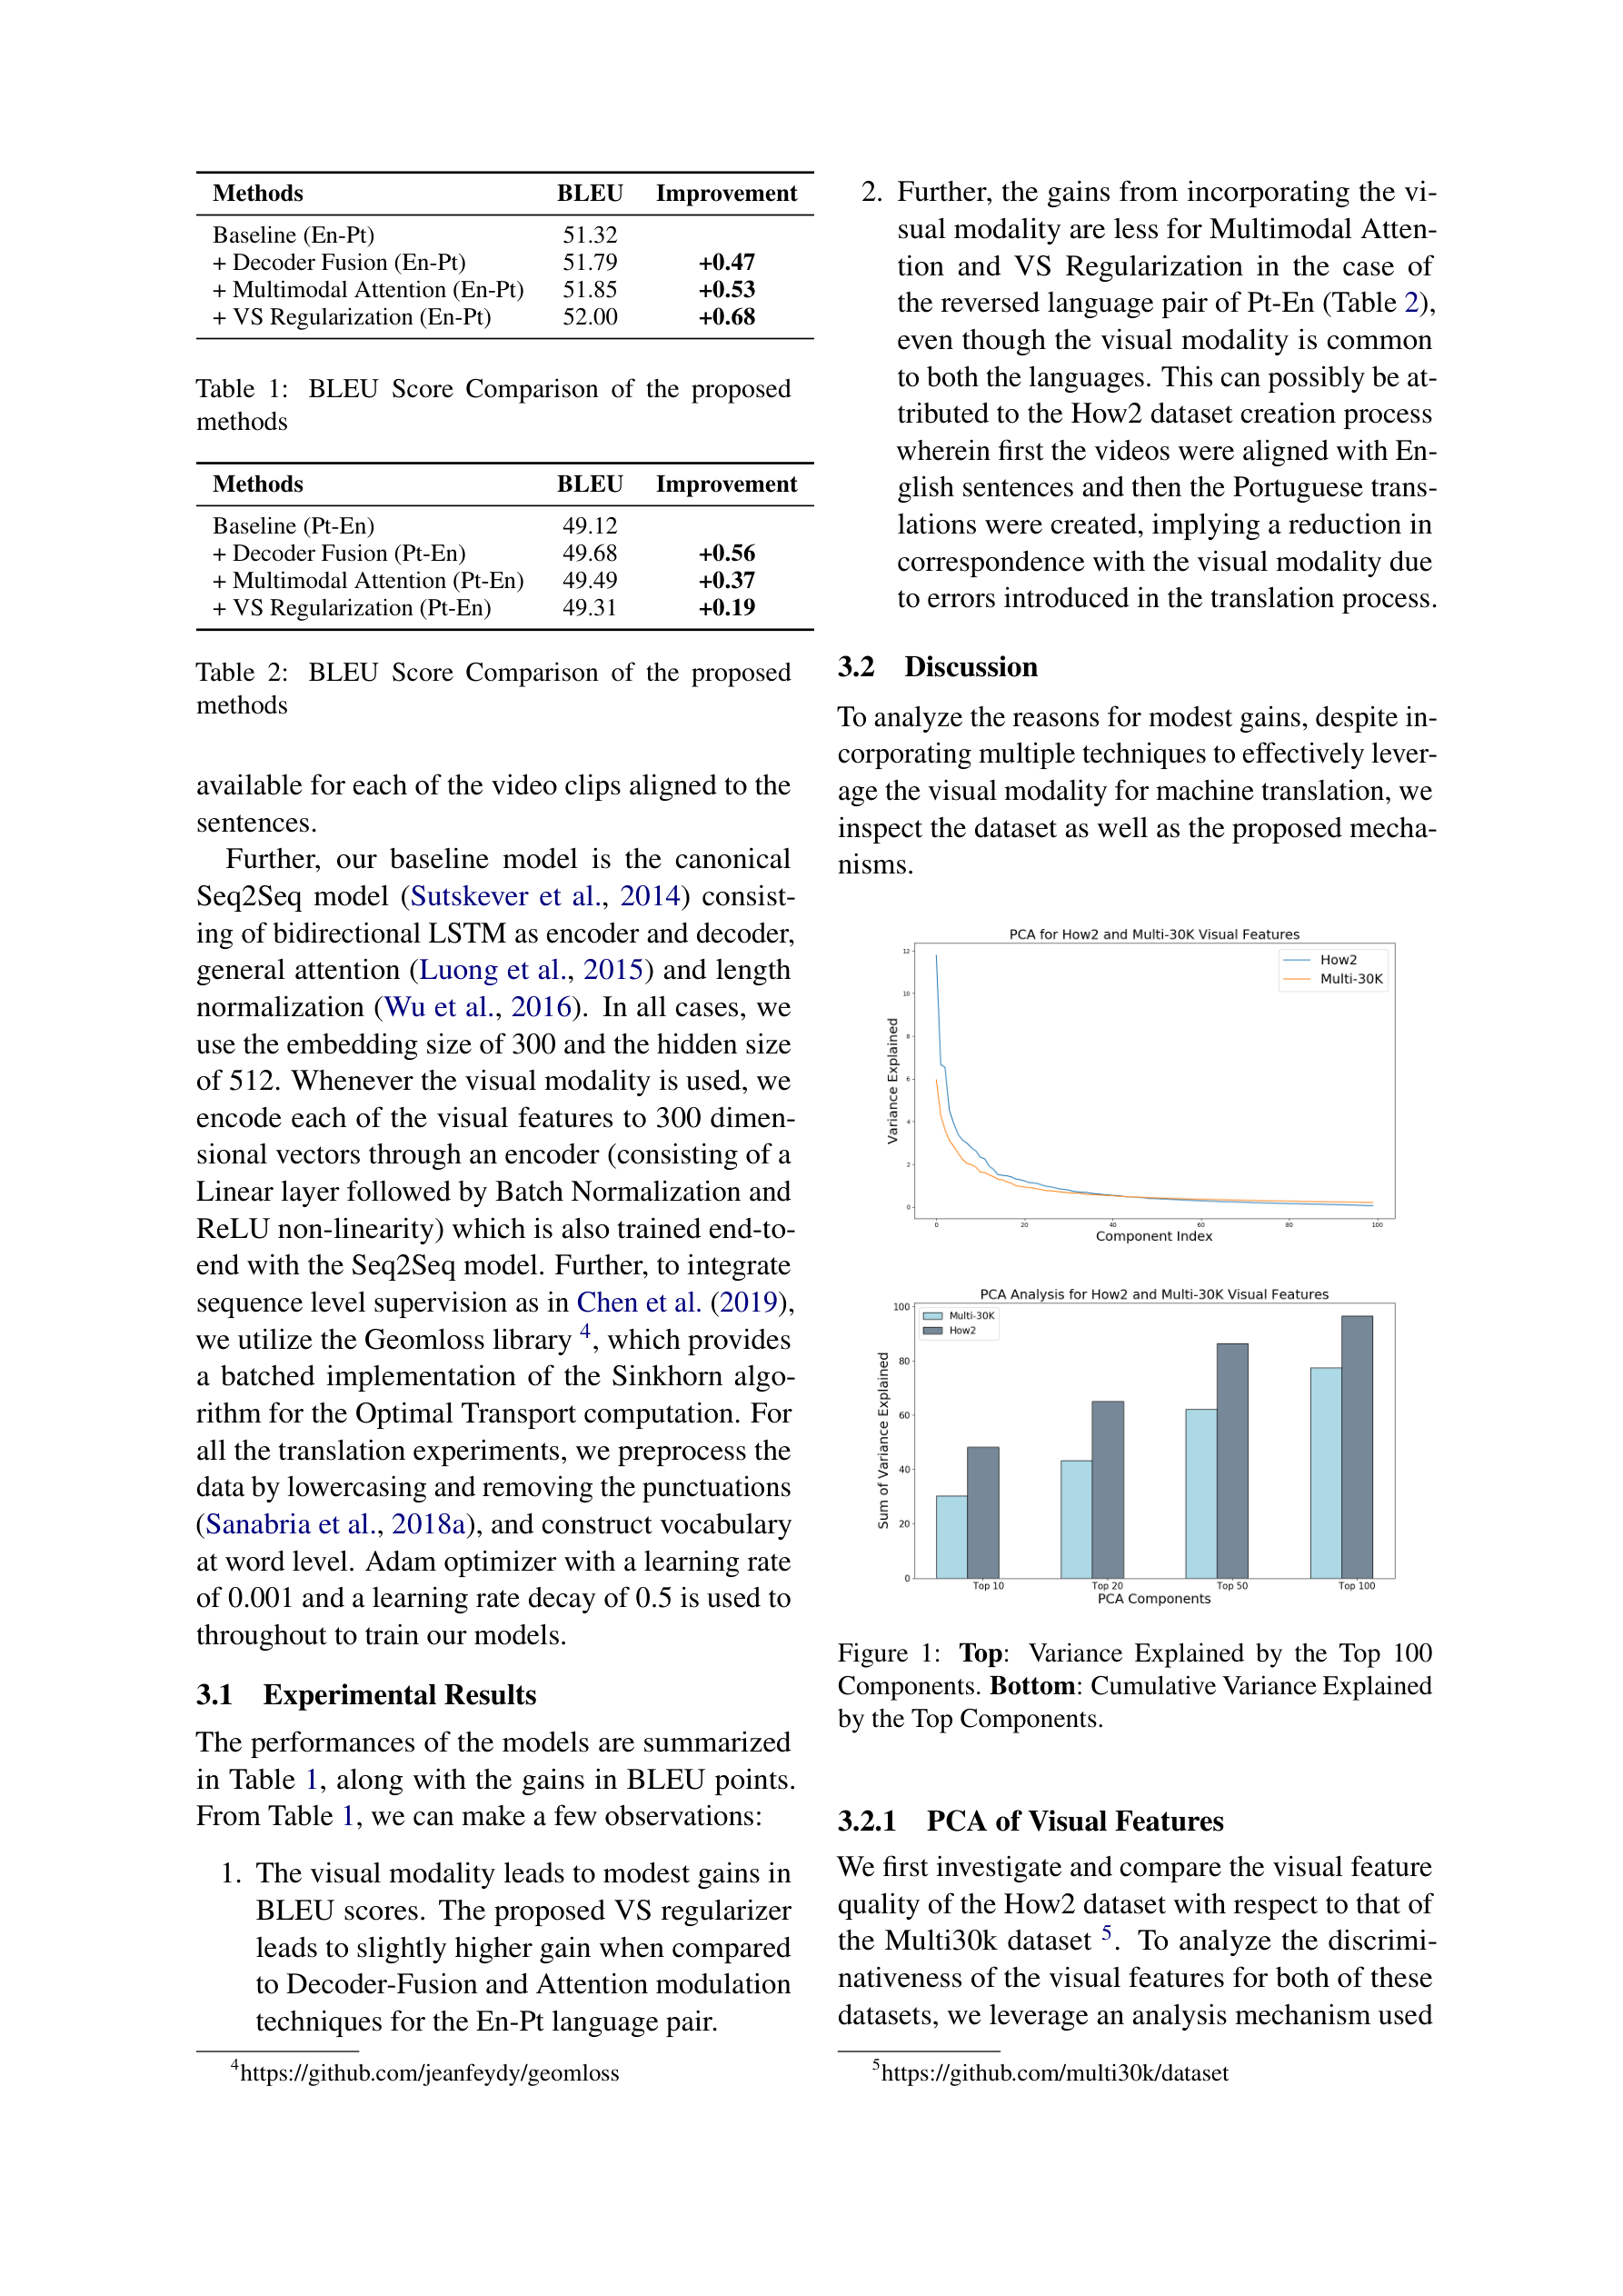 Methods BLEU Improvement
Baseline (En-Pt) 51.32
+ Decoder Fusion (En-Pt) 51.79 +0.47
+ Multimodal Attention (En-Pt) 51.85 +0.53
+ VS Regularization (En-Pt) 52.00 +0.68
Table 1: BLEU Score Comparison of the proposed
methods
Methods BLEU Improvement
Baseline (Pt-En) 49.12
+ Decoder Fusion (Pt-En) 49.68 +0.56
+ Multimodal Attention (Pt-En) 49.49 +0.37
+ VS Regularization (Pt-En) 49.31 +0.19
Table 2: BLEU Score Comparison of the proposed
methods
available for each of the video clips aligned to the
sentences.
Further, our baseline model is the canonical
Seq2Seq model (Sutskever et al., 2014) consist-
ing of bidirectional LSTM as encoder and decoder,
general attention (Luong et al., 2015) and length
normalization (Wu et al., 2016). In all cases, we
use the embedding size of 300 and the hidden size
of 512. Whenever the visual modality is used, we
encode each of the visual features to 300 dimen-
sional vectors through an encoder (consisting of a
Linear layer followed by Batch Normalization and
ReLU non-linearity) which is also trained end-to-
end with the Seq2Seq model. Further, to integrate
sequence level supervision as in Chen et al. (2019),
we utilize the Geomloss library 4, which provides
a batched implementation of the Sinkhorn algo-
rithm for the Optimal Transport computation. For
all the translation experiments, we preprocess the
data by lowercasing and removing the punctuations
(Sanabria et al., 2018a), and construct vocabulary
at word level. Adam optimizer with a learning rate
of 0.001 and a learning rate decay of 0.5 is used to
throughout to train our models.
3.1 Experimental Results
The performances of the models are summarized
in Table 1, along with the gains in BLEU points.
From Table 1, we can make a few observations:
1. The visual modality leads to modest gains in
BLEU scores. The proposed VS regularizer
leads to slightly higher gain when compared
to Decoder-Fusion and Attention modulation
techniques for the En-Pt language pair.
4https://github.com/jeanfeydy/geomloss
2. Further, the gains from incorporating the vi-
sual modality are less for Multimodal Atten-
tion and VS Regularization in the case of
the reversed language pair of Pt-En (Table 2),
even though the visual modality is common
to both the languages. This can possibly be at-
tributed to the How2 dataset creation process
wherein first the videos were aligned with En-
glish sentences and then the Portuguese trans-
lations were created, implying a reduction in
correspondence with the visual modality due
to errors introduced in the translation process.
3.2 Discussion
To analyze the reasons for modest gains, despite in-
corporating multiple techniques to effectively lever-
age the visual modality for machine translation, we
inspect the dataset as well as the proposed mecha-
nisms.
PCA for How2 and Multi-30K Visual Features
How2
Multi-30K
Variance Explained
12
10
8
6
4
2
0
0 20 40 60 80 100
Component Index
PCA Analysis for How2 and Multi-30K Visual Features
Multi-30K
How2
Sum of Variance Explained
100
80
60
40
20
0
Top 10 Top 20 Top 50 Top 100
PCA Components
Figure 1: Top: Variance Explained by the Top 100
Components. Bottom: Cumulative Variance Explained
by the Top Components.
3.2.1 PCA of Visual Features
We first investigate and compare the visual feature
quality of the How2 dataset with respect to that of
the Multi30k dataset 5. To analyze the discrimi-
nativeness of the visual features for both of these
datasets, we leverage an analysis mechanism used
5https://github.com/multi30k/dataset